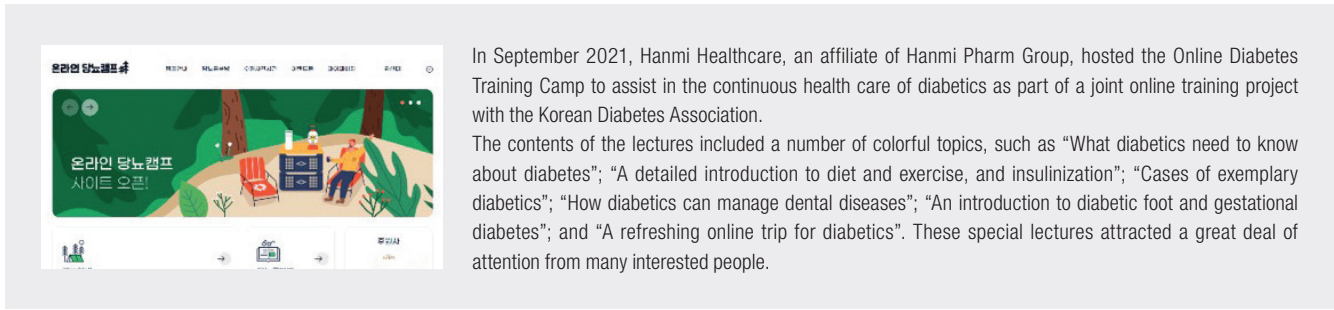 온라인 당뇨캠프
온라인 당뇨캠프
사이트 오픈!
후원사
In September 2021, Hanmi Healthcare, an affiliate of Hanmi Pharm Group, hosted the Online Diabetes
Training Camp to assist in the continuous health care of diabetics as part of a joint online training project
with the Korean Diabetes Association.
The contents of the lectures included a number of colorful topics, such as “What diabetics need to know
about diabetes”; “A detailed introduction to diet and exercise, and insulinization”; “Cases of exemplary
diabetics”; “How diabetics can manage dental diseases”; “An introduction to diabetic foot and gestational
diabetes”; and “A refreshing online trip for diabetics”. These special lectures attracted a great deal of
attention from many interested people.